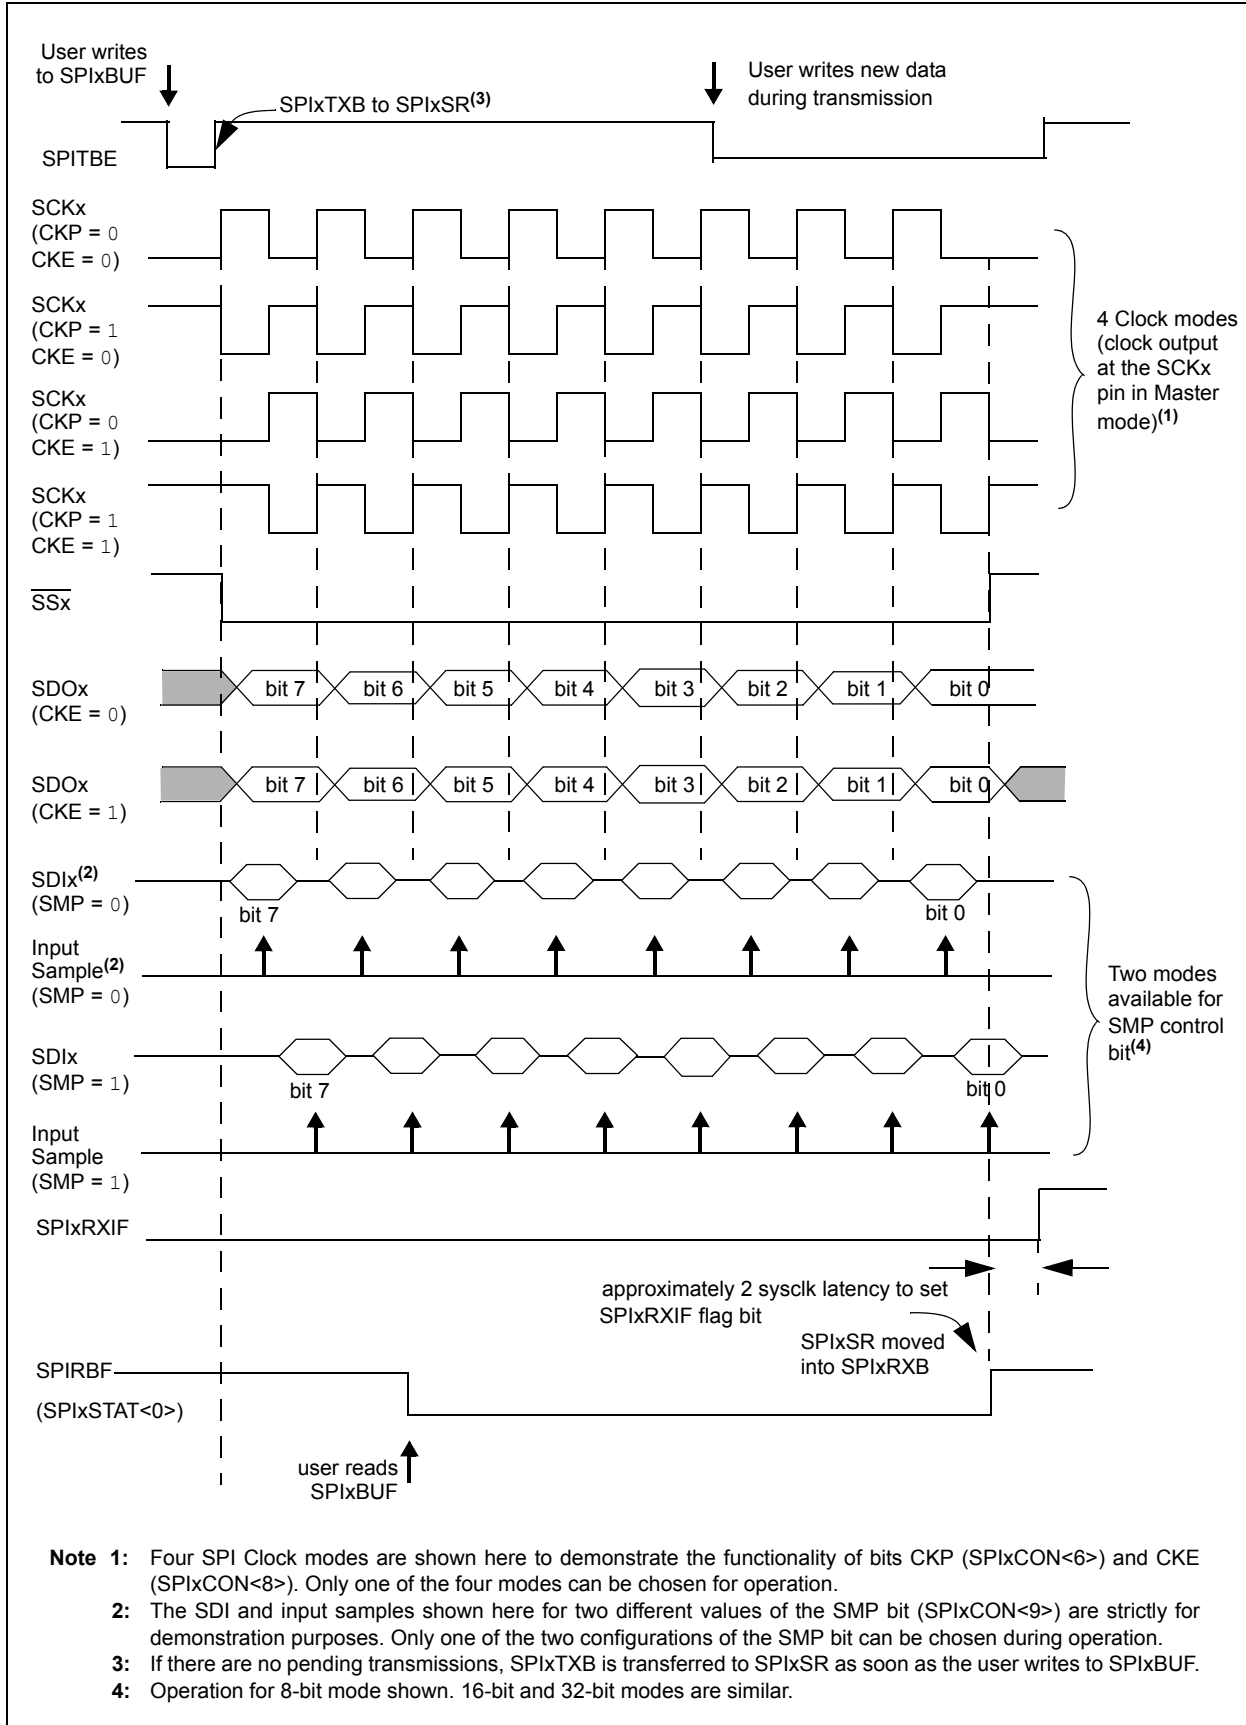 User writes
to SPIxBUF
User writes new data
during transmission
SPIxTXB to SPIxSR(3)
SPITBE
SCKx
(CKP = 0
CKE = 0)
SCKx
(CKP = 1
CKE = 0)
SCKx
(CKP = 0
CKE = 1)
SCKx
(CKP = 1
CKE = 1)
4 Clock modes
(clock output
at the SCKx
pin in Master
mode)(1)
SSx
SDOx
(CKE = 0)
bit 7 bit 6 bit 5 bit 4 bit 3 bit 2 bit 1 bit 0
SDOx
(CKE = 1)
bit 7 bit 6 bit 5 bit 4 bit 3 bit 2 bit 1 bit 0
SDIx(2)
(SMP = 0)
bit 7 bit 0
Input
Sample(2)
(SMP = 0)
SDIx
(SMP = 1)
bit 7 bit 0
Input
Sample
(SMP = 1)
Two modes
available for
SMP control
bit(4)
SPIxRXIF
approximately 2 sysclk latency to set
SPIxRXIF flag bit
SPIxSR moved
into SPIxRXB
SPIRBF
(SPIxSTAT<0>)
user reads
SPIxBUF
Note 1: Four SPI Clock modes are shown here to demonstrate the functionality of bits CKP (SPIxCON<6>) and CKE
(SPIxCON<8>). Only one of the four modes can be chosen for operation.
2: The SDI and input samples shown here for two different values of the SMP bit (SPIxCON<9>) are strictly for
demonstration purposes. Only one of the two configurations of the SMP bit can be chosen during operation.
3: If there are no pending transmissions, SPIxTXB is transferred to SPIxSR as soon as the user writes to SPIxBUF.
4: Operation for 8-bit mode shown. 16-bit and 32-bit modes are similar.